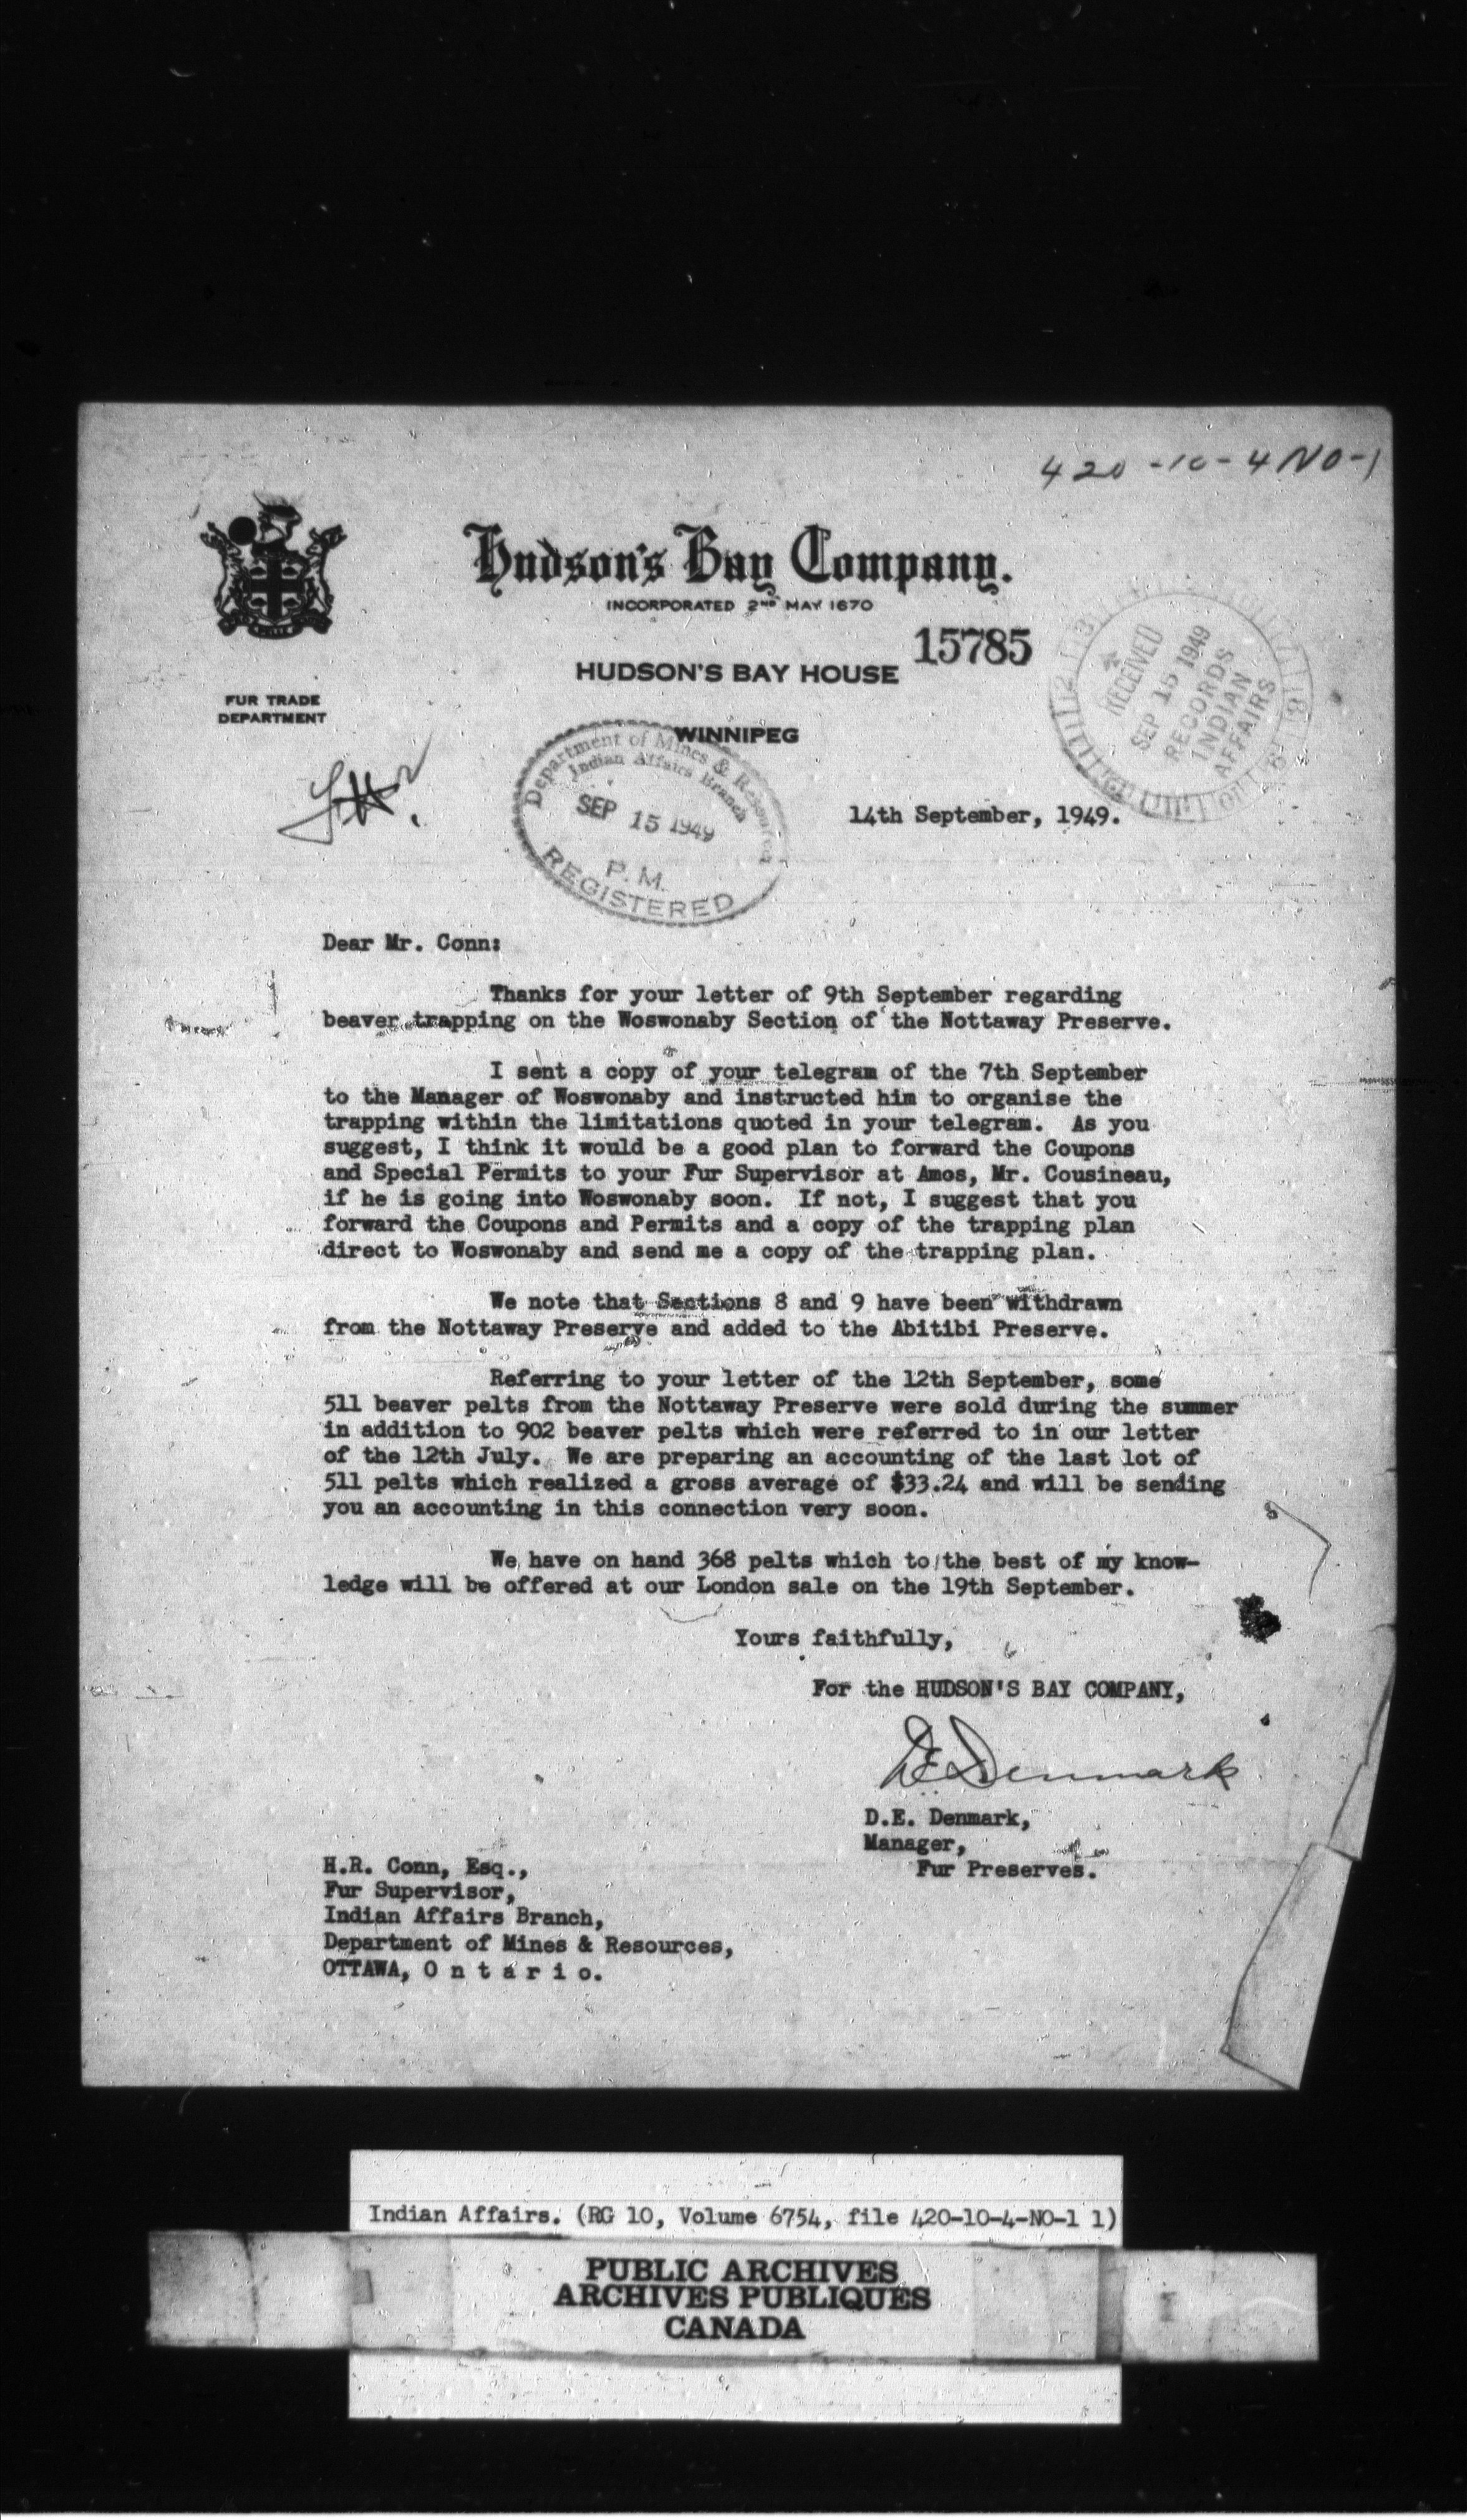 420-10-4 NO-1
Hudson's Bay Company.
INCORPORATED 2ND MAY 1670
15785
HUDSON'S BAY HOUSE
FUR TRADE
DEPARTMENT
WINNIPEG
RECEIVED
SEP 15 1949
RECORDS
INDIAN
AFFAIRS
Department of Mines & Resources
Indian Affairs Branch
SEP 15 1949
P.M.
REGISTERED
14th September, 1949.
Dear Mr. Conn:
Thanks for your letter of 9th September regarding
beaver trapping on the Woswonaby Section of the Nottaway Preserve.
I sent a copy of your telegram of the 7th September
to the Manager of Woswonaby and instructed him to organise the
trapping within the limitations quoted in your telegram. As you
suggest, I think it would be a good plan to forward the Coupons
and Special Permits to your Fur Supervisor at Amos, Mr. Cousineau,
if he is going into Woswonaby soon. If not, I suggest that you
forward the Coupons and Permits and a copy of the trapping plan
direct to Woswonaby and send me a copy of the trapping plan.
We note that Sections 8 and 9 have been withdrawn
from the Nottaway Preserve and added to the Abitibi Preserve.
Referring to your letter of the 12th September, some
511 beaver pelts from the Nottaway Preserve were sold during the summer
in addition to 902 beaver pelts which were referred to in our letter
of the 12th July. We are preparing an accounting of the last lot of
511 pelts which realized a gross average of $33.24 and will be sending
you an accounting in this connection very soon.
We have on hand 368 pelts which to the best of my know-
ledge will be offered at our London sale on the 19th September.
Yours faithfully,
For the HUDSON'S BAY COMPANY,
DEDenmark
D.E. Denmark,
Manager,
Fur Preserves.
H.R. Conn, Esq.,
Fur Supervisor,
Indian Affairs Branch,
Department of Mines & Resources,
OTTAWA, O n t a r i o.
Indian Affairs. (RG 10, Volume 6754, file 420-10-4-NO-1 1)
PUBLIC ARCHIVES
ARCHIVES PUBLIQUES
CANADA